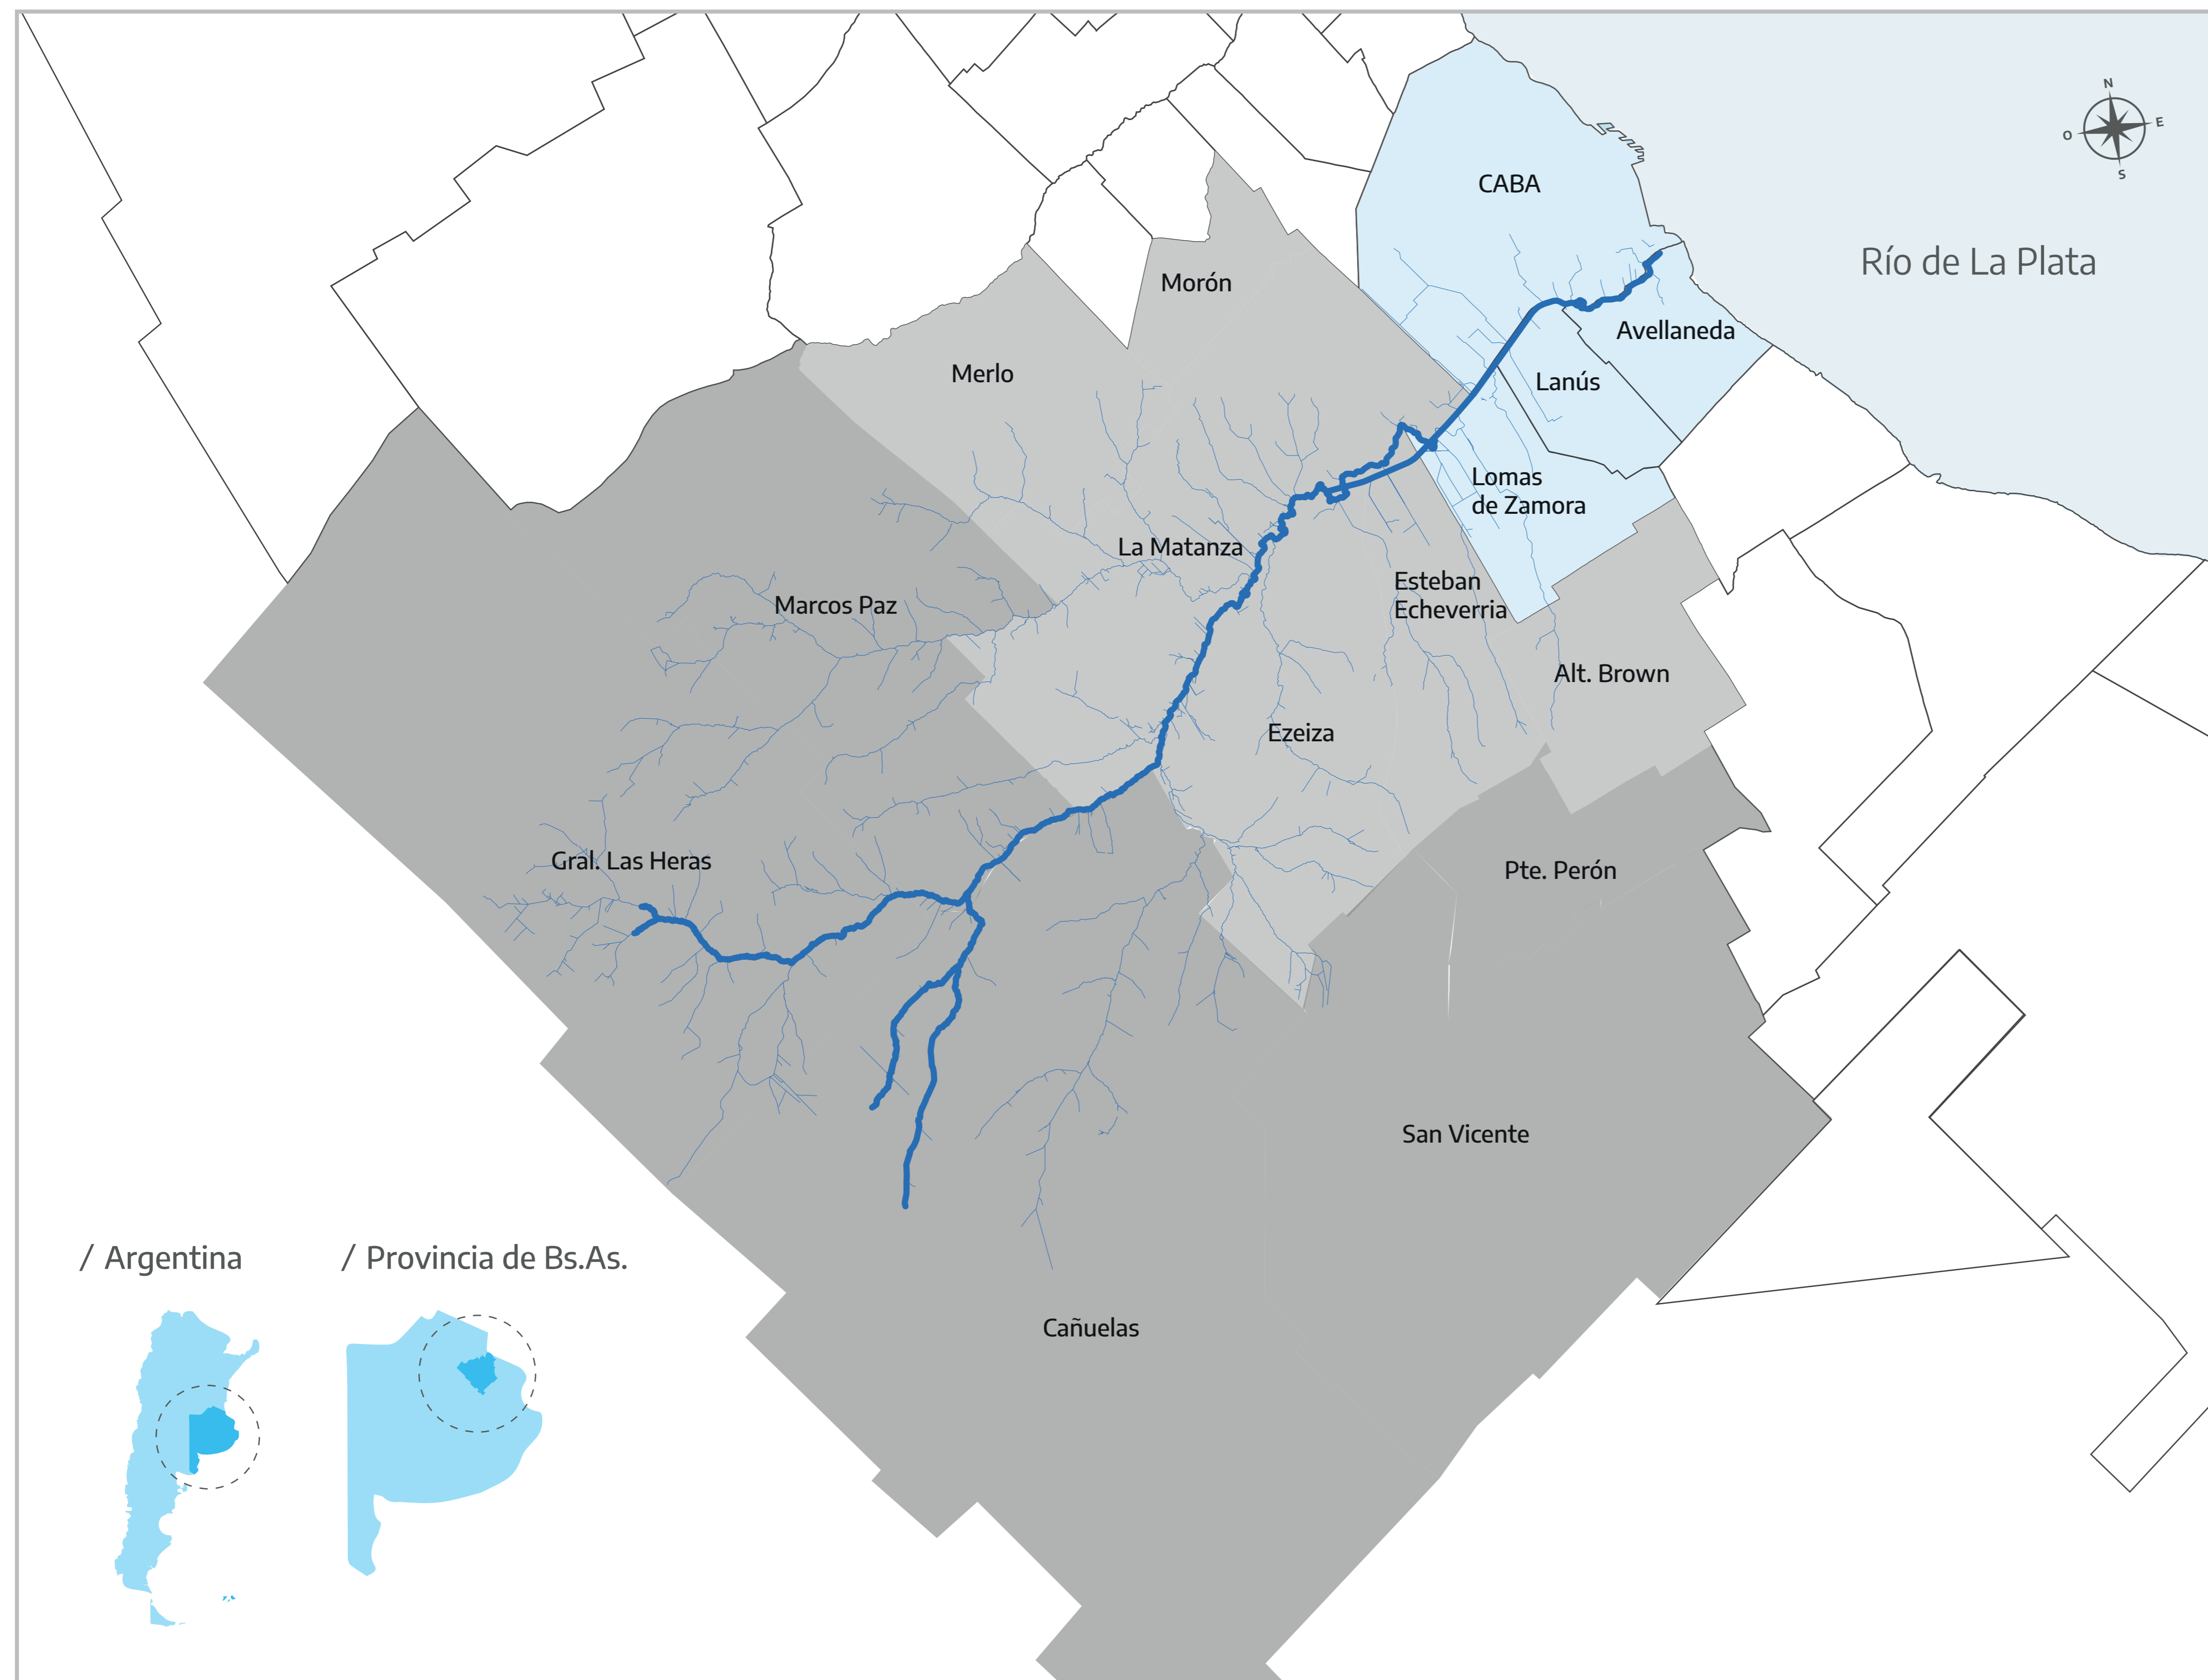 N
O
E
S
CABA
Río de La Plata
Morón
Avellaneda
Merlo
Lanús
Lomas
de Zamora
La Matanza
Esteban
Echeverria
Marcos Paz
Alt. Brown
Ezeiza
Gral. Las Heras
Pte. Perón
San Vicente
Cañuelas
/ Argentina
/ Provincia de Bs.As.